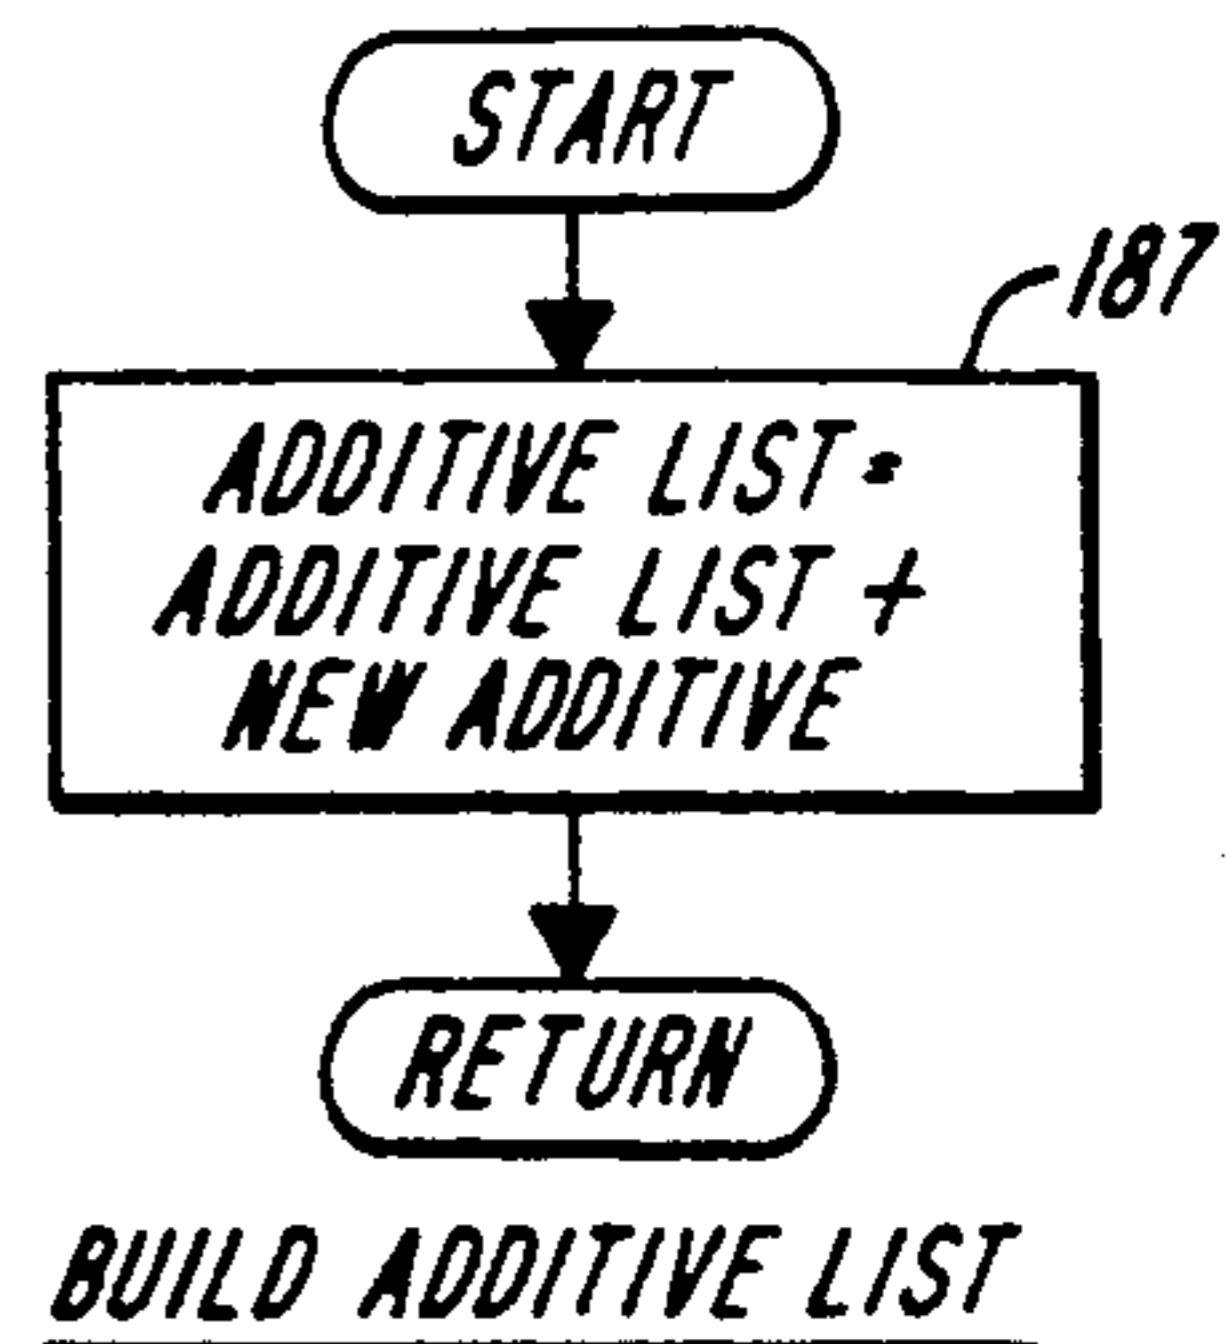 START
187
ADDITIVE LIST=
ADDITIVE LIST +
NEW ADDITIVE
RETURN
BUILD ADDITIVE LIST